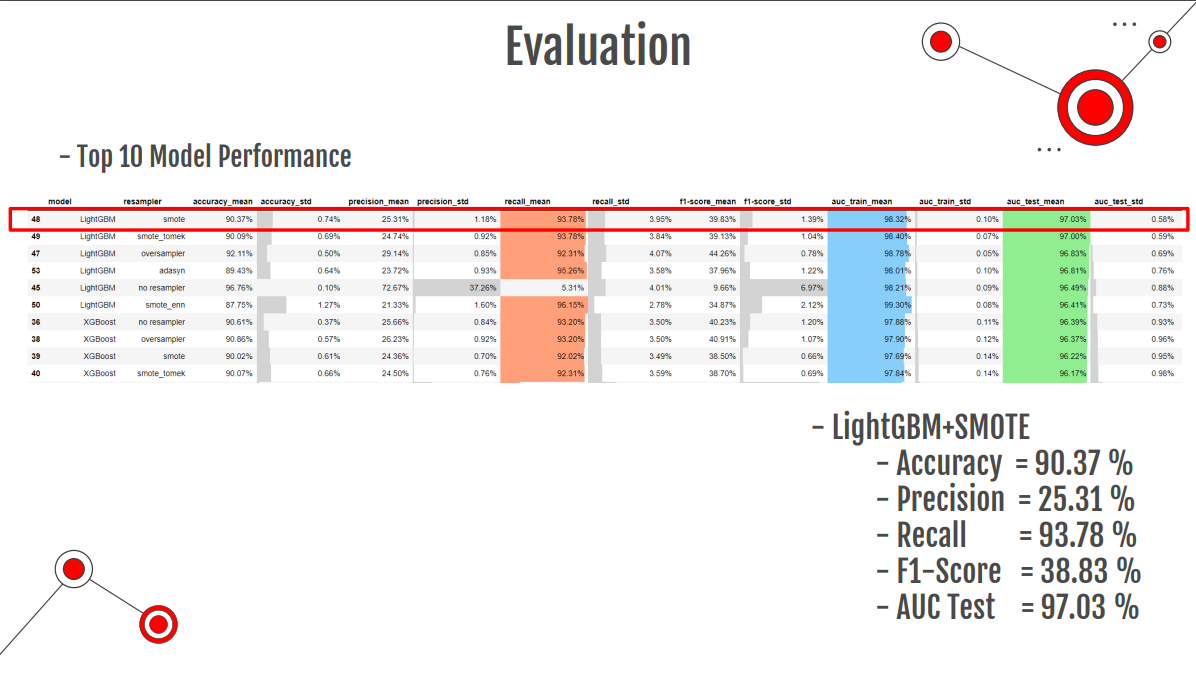 Evaluation
- Top 10 Model Performance
model resampler accuracy_mean accuracy_std precision_mean precision_std recall_mean recall_std f1-score_mean f1-score_std auc_train_mean auc_train_std auc_test_mean auc_test_std
48 LightGBM smote 90.37% 0.74% 25.31% 1.18% 93.78% 3.95% 39.83% 1.39% 98.32% 0.10% 97.03% 0.58%
49 LightGBM smote_tomek 90.09% 0.69% 24.74% 0.92% 93.78% 3.84% 39.13% 1.04% 98.40% 0.07% 97.00% 0.59%
47 LightGBM oversampler 92.11% 0.50% 29.14% 0.85% 92.31% 4.07% 44.26% 0.78% 98.78% 0.05% 96.83% 0.69%
53 LightGBM adasyn 89.43% 0.64% 23.72% 0.93% 95.26% 3.58% 37.96% 1.22% 98.01% 0.10% 96.81% 0.76%
45 LightGBM no resampler 96.76% 0.10% 72.67% 37.26% 5.31% 4.01% 9.66% 6.97% 98.21% 0.09% 96.49% 0.88%
50 LightGBM smote_enn 87.75% 1.27% 21.33% 1.60% 96.15% 2.78% 34.87% 2.12% 99.30% 0.08% 96.41% 0.73%
36 XGBoost no resampler 90.61% 0.37% 25.66% 0.84% 93.20% 3.50% 40.23% 1.20% 97.88% 0.11% 96.39% 0.93%
38 XGBoost oversampler 90.86% 0.57% 26.23% 0.92% 93.20% 3.50% 40.91% 1.07% 97.90% 0.12% 96.37% 0.96%
39 XGBoost smote 90.02% 0.61% 24.36% 0.70% 92.02% 3.49% 38.50% 0.66% 97.69% 0.14% 96.22% 0.95%
40 XGBoost smote_tomek 90.07% 0.66% 24.50% 0.76% 92.31% 3.59% 38.70% 0.69% 97.84% 0.14% 96.17% 0.98%
- LightGBM+SMOTE
- Accuracy = 90.37 %
- Precision = 25.31 %
- Recall = 93.78 %
- F1-Score = 38.83 %
- AUC Test = 97.03 %